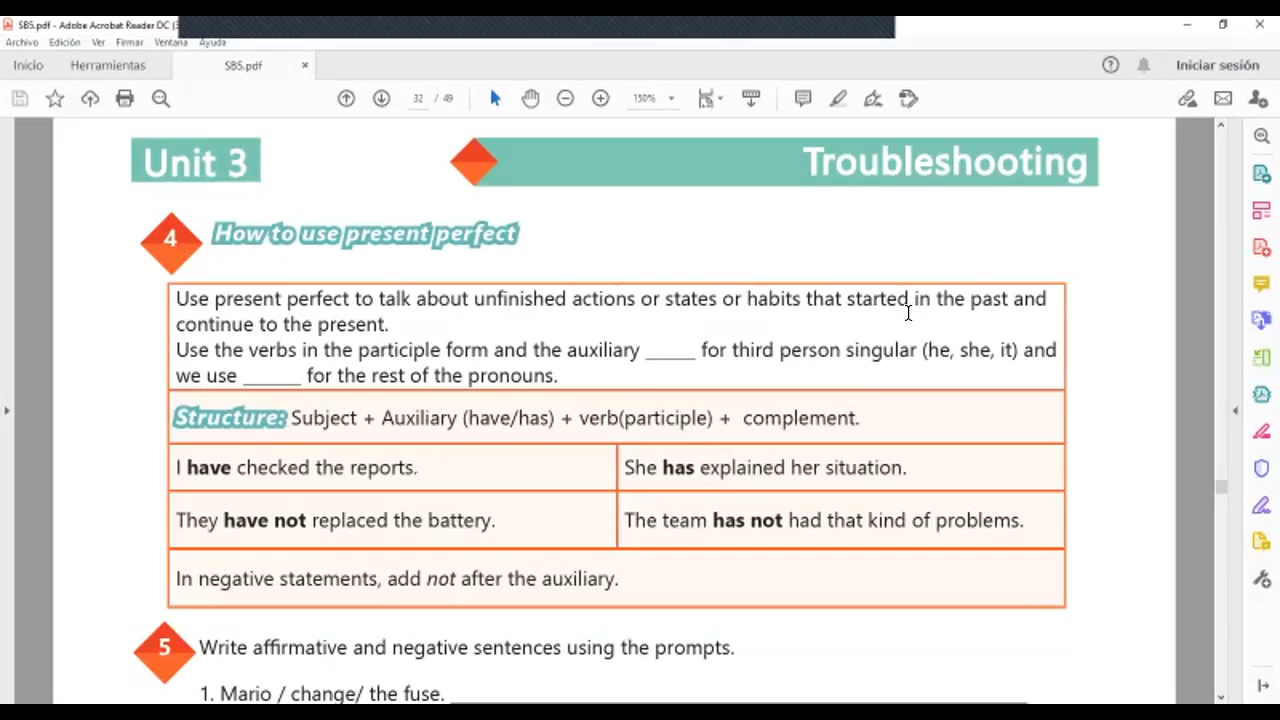 SB5.pdf - Adobe Acrobat Reader DC (3
Archivo Edición Ver Firmar Ventana Ayuda
Inicio Herramientas SB5.pdf × Iniciar sesión
32 / 49 150%
Unit 3 Troubleshooting
4 How to use present perfect
Use present perfect to talk about unfinished actions or states or habits that started in the past and
continue to the present.
Use the verbs in the participle form and the auxiliary _____ for third person singular (he, she, it) and
we use ______ for the rest of the pronouns.
Structure: Subject + Auxiliary (have/has) + verb(participle) + complement.
I have checked the reports. She has explained her situation.
They have not replaced the battery. The team has not had that kind of problems.
In negative statements, add not after the auxiliary.
5 Write affirmative and negative sentences using the prompts.
1. Mario / change/ the fuse.